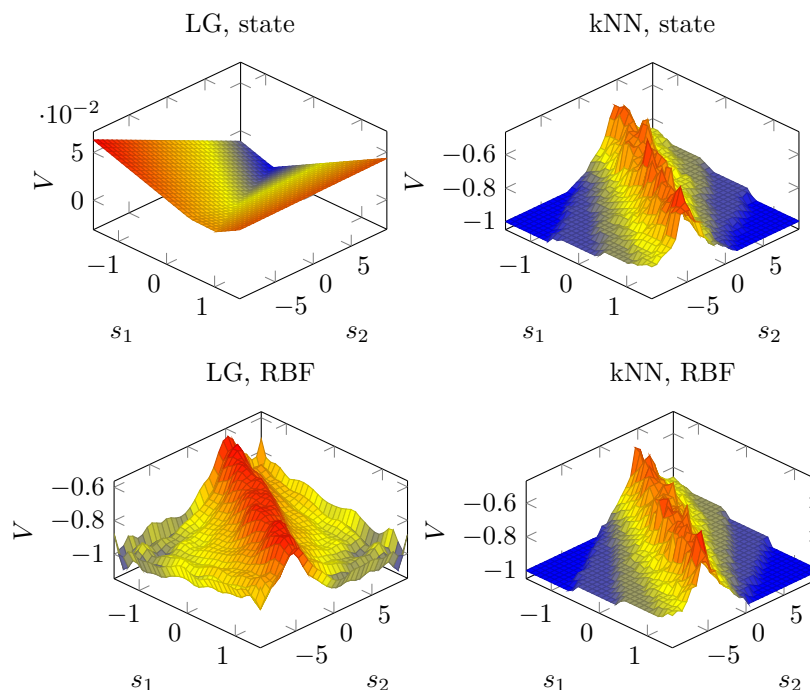 LG, state
·10⁻²
5
0
V
−1
0
1
s₁
−5
0
5
s₂
kNN, state
−0.6
−0.8
−1
V
−1
0
1
s₁
−5
0
5
s₂
LG, RBF
−0.6
−0.8
−1
V
−1
0
1
s₁
−5
0
5
s₂
kNN, RBF
−0.6
−0.8
−1
V
−1
0
1
s₁
−5
0
5
s₂